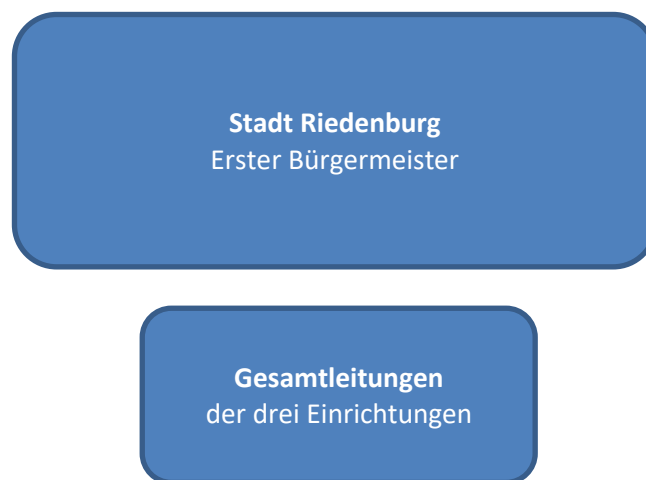 Stadt Riedenburg
Erster Bürgermeister
Gesamtleitungen
der drei Einrichtungen